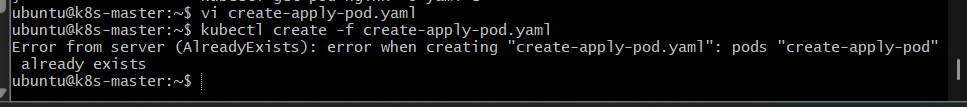 ubuntu@k8s-master:~$ vi create-apply-pod.yaml
ubuntu@k8s-master:~$ kubectl create -f create-apply-pod.yaml
Error from server (AlreadyExists): error when creating "create-apply-pod.yaml": pods "create-apply-pod"
 already exists
ubuntu@k8s-master:~$